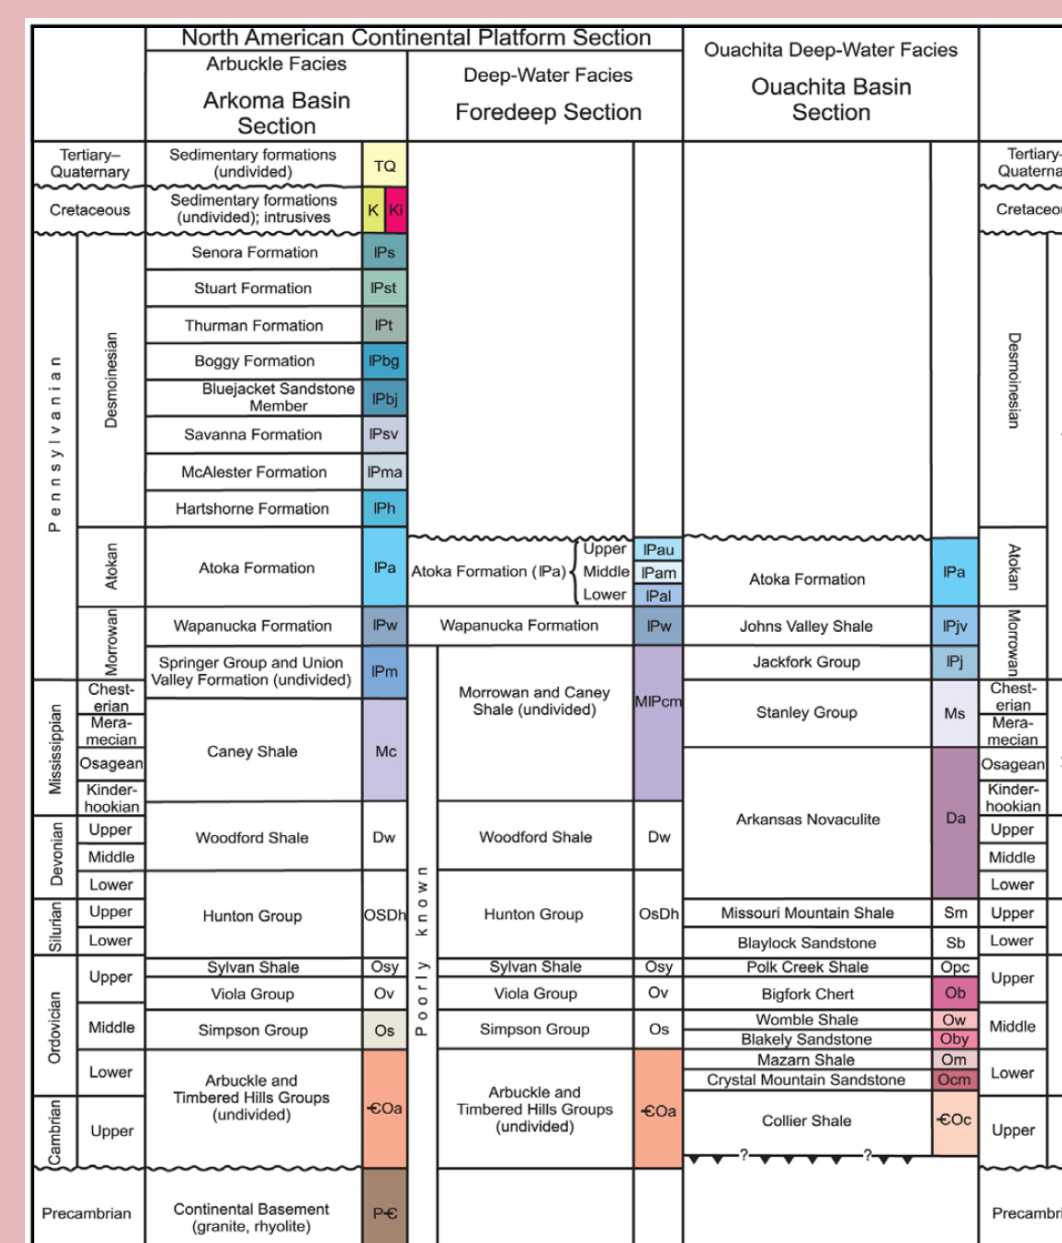 North American Continental Platform Section
Arbuckle Facies
Arkoma Basin
Section
Deep-Water Facies
Foredeep Section
Ouachita Deep-Water Facies
Ouachita Basin
Section
Tertiary–
Quaternary
Sedimentary formations
(undivided)
TQ
Tertiary-
Quaterna
Cretaceous
Sedimentary formations
(undivided); intrusives
K
Ki
Cretaceou
Pennsylvanian
Desmoinesian
Senora Formation
IPs
Stuart Formation
IPst
Thurman Formation
IPt
Boggy Formation
IPbg
Bluejacket Sandstone
Member
IPbj
Savanna Formation
IPsv
McAlester Formation
IPma
Hartshorne Formation
IPh
Desmoinesian
Atokan
Atoka Formation
IPa
Atoka Formation (IPa)
Upper
IPau
Middle
IPam
Lower
IPal
Atoka Formation
IPa
Atokan
Morrowan
Wapanucka Formation
IPw
Wapanucka Formation
IPw
Johns Valley Shale
IPjv
Morrowan
Springer Group and Union
Valley Formation (undivided)
IPm
Poorly known
Morrowan and Caney
Shale (undivided)
MIPcm
Jackfork Group
IPj
Mississippian
Chest-
erian
Mera-
mecian
Osagean
Kinder-
hookian
Caney Shale
Mc
Stanley Group
Ms
Chest-
erian
Mera-
mecian
Osagean
Kinder-
hookian
Arkansas Novaculite
Da
Devonian
Upper
Middle
Lower
Woodford Shale
Dw
Woodford Shale
Dw
Upper
Middle
Lower
Silurian
Upper
Lower
Hunton Group
OSDh
Hunton Group
OsDh
Missouri Mountain Shale
Sm
Blaylock Sandstone
Sb
Upper
Lower
Ordovician
Upper
Middle
Lower
Sylvan Shale
Osy
Sylvan Shale
Osy
Polk Creek Shale
Opc
Viola Group
Ov
Viola Group
Ov
Bigfork Chert
Ob
Simpson Group
Os
Simpson Group
Os
Womble Shale
Ow
Blakely Sandstone
Oby
Mazarn Shale
Om
Crystal Mountain Sandstone
Ocm
Upper
Middle
Lower
Arbuckle and
Timbered Hills Groups
(undivided)
ꞒOa
Arbuckle and
Timbered Hills Groups
(undivided)
ꞒOa
Cambrian
Upper
Collier Shale
ꞒOc
Upper
?
?
Precambrian
Continental Basement
(granite, rhyolite)
PꞒ
Precambri